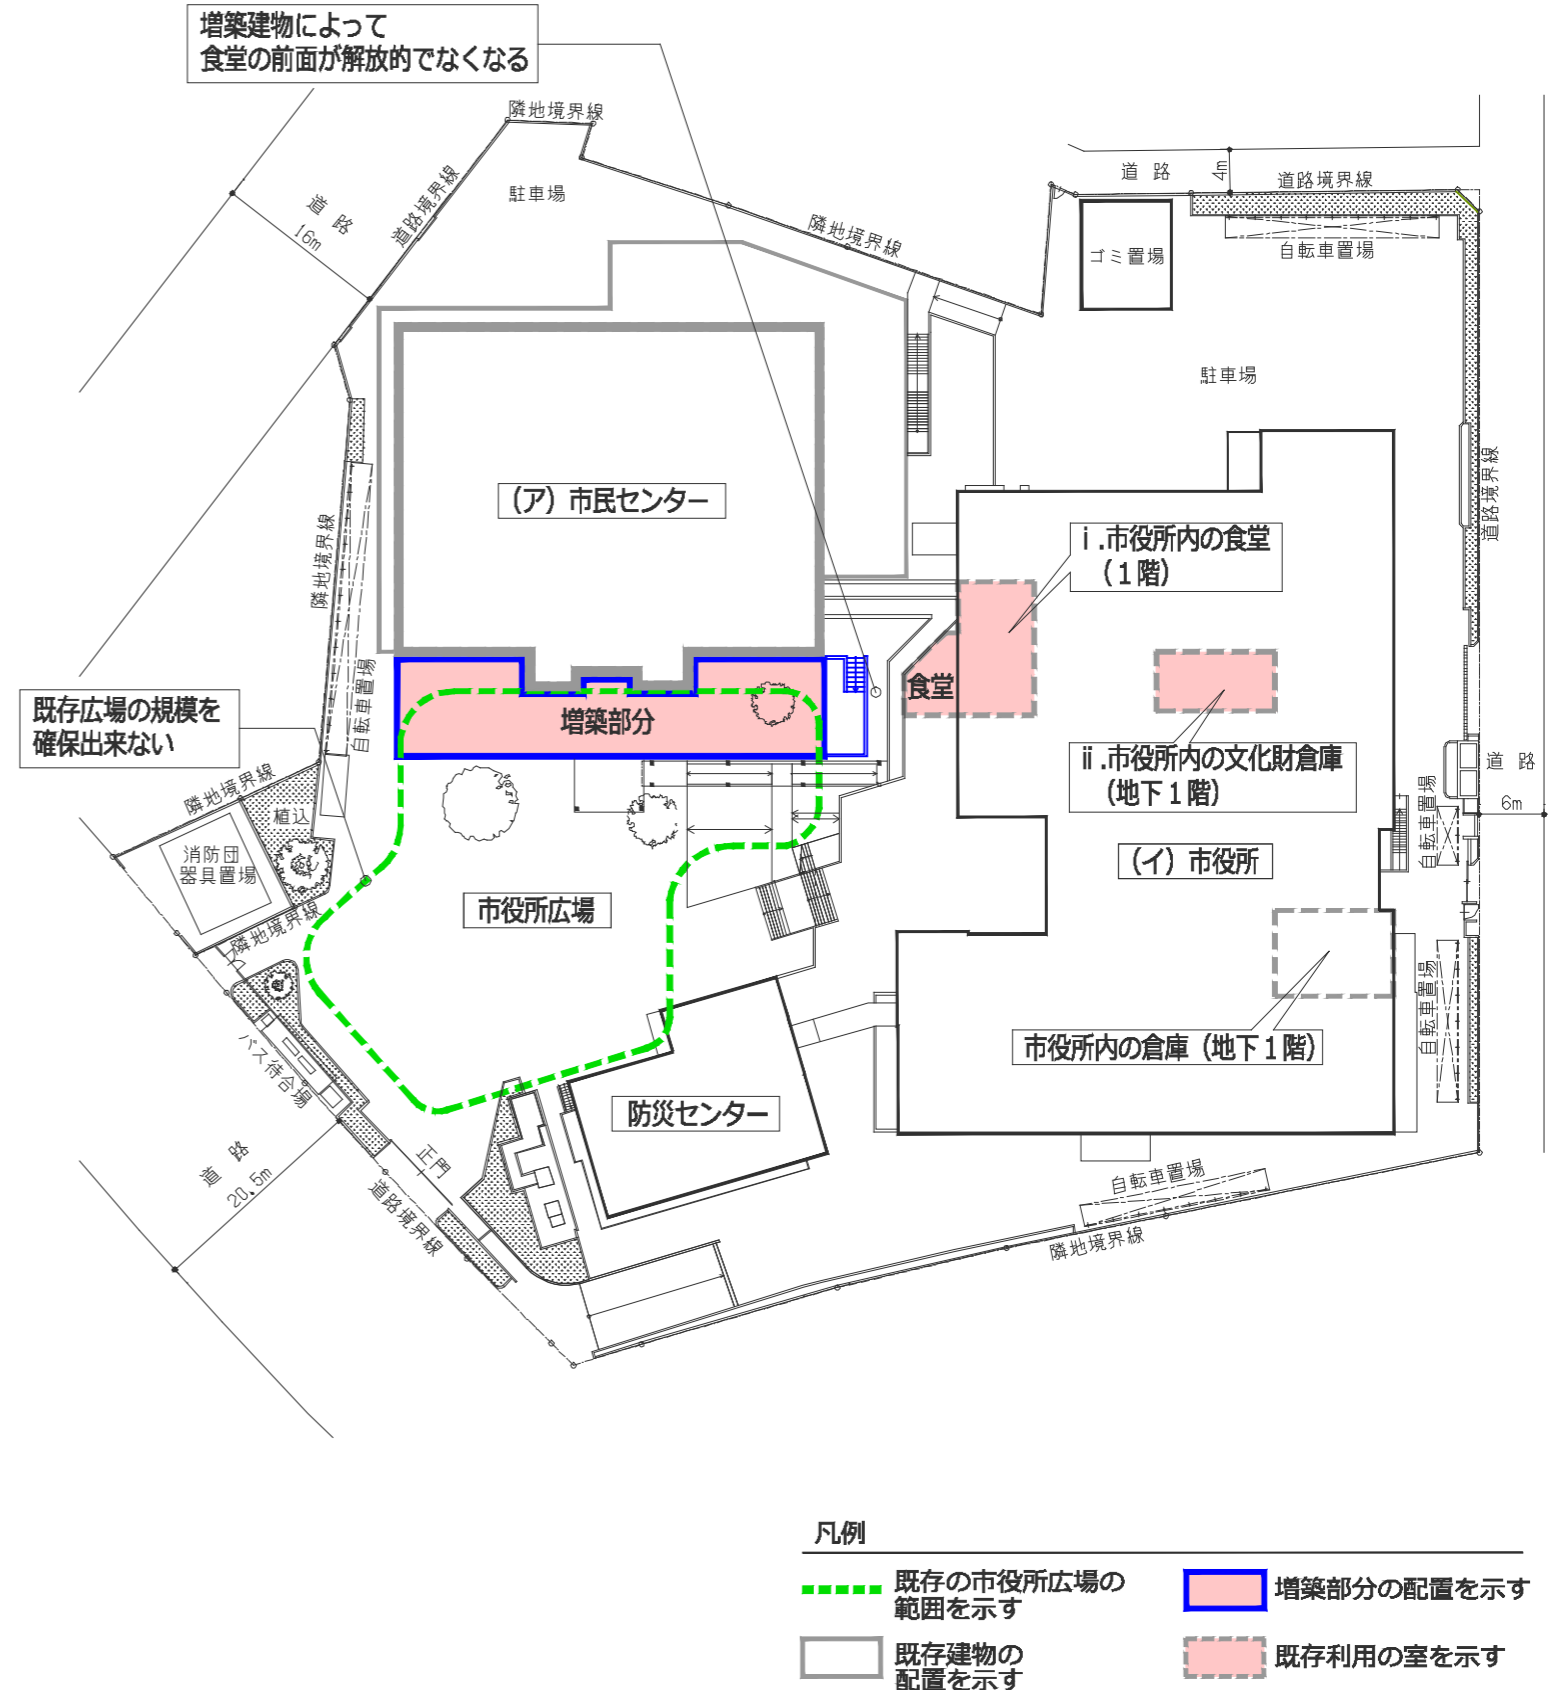 増築建物によって
食堂の前面が解放的でなくなる
隣地境界線
駐車場
道路境界線
道 路
16m
隣地境界線
道 路
4m
道路境界線
ゴミ置場
自転車置場
駐車場
(ア) 市民センター
隣地境界線
道路境界線
i.市役所内の食堂
(1階)
自転車置場
食堂
増築部分
既存広場の規模を
確保出来ない
ii.市役所内の文化財倉庫
(地下1階)
道 路
6m
隣地境界線
植込
消防団
器具置場
自転車置場
(イ) 市役所
市役所広場
隣地境界線
自転車置場
バス待合場
市役所内の倉庫 (地下1階)
防災センター
正門
道 路
20.5m
道路境界線
自転車置場
隣地境界線
凡例
既存の市役所広場の
範囲を示す
増築部分の配置を示す
既存建物の
配置を示す
既存利用の室を示す